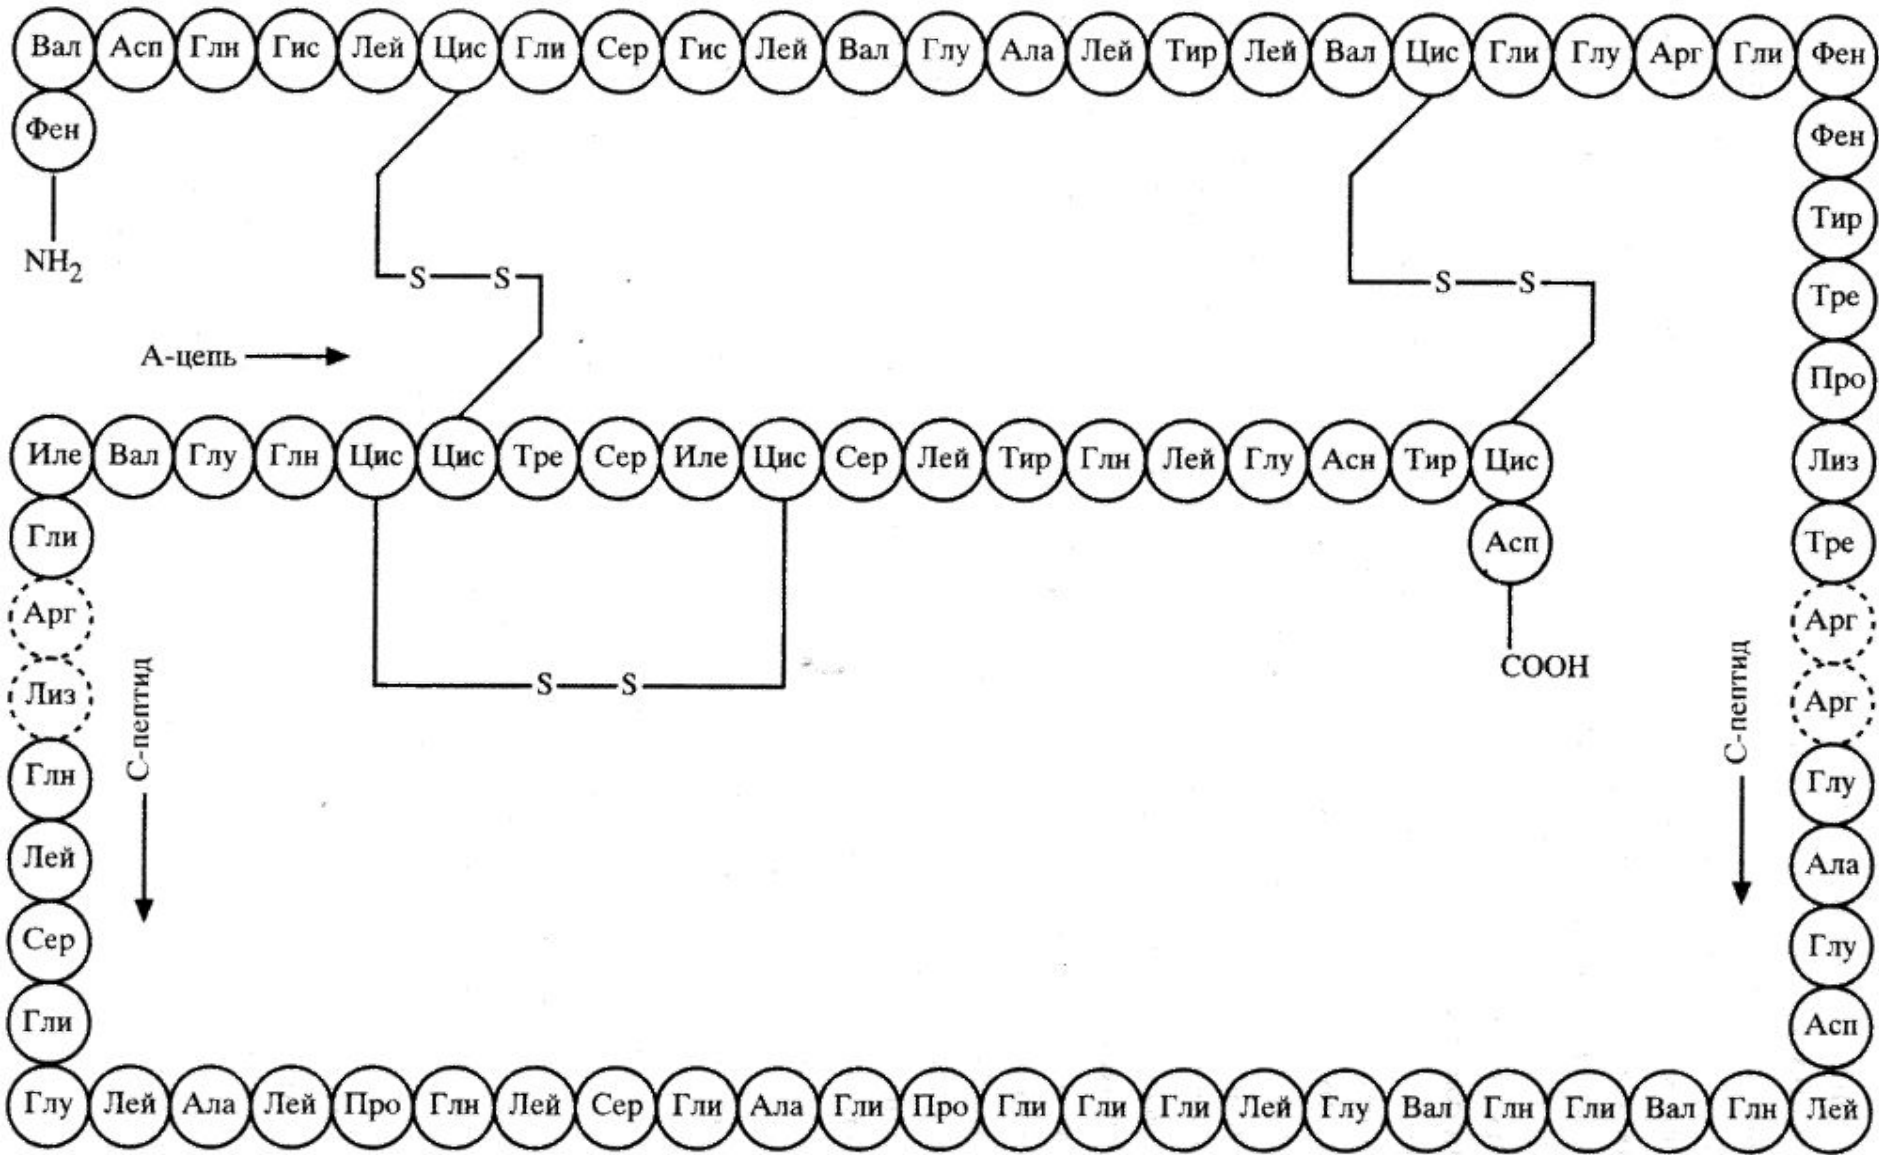 Вал Асп Глн Гис Лей Цис Гли Сер Гис Лей Вал Глу Ала Лей Тир Лей Вал Цис Гли Глу Арг Гли Фен
Фен Фен
Тир
NH2
S S S S
Тре
А-цепь
Про
Иле Вал Глу Глн Цис Цис Тре Сер Иле Цис Сер Лей Тир Глн Лей Глу Асн Тир Цис Лиз
Гли Асп Тре
Арг Арг
COOH
Лиз S S Арг
С-пептид С-пептид
Глн Глу
Лей Ала
Сер Глу
Гли Асп
Глу Лей Ала Лей Про Глн Лей Сер Гли Ала Гли Про Гли Гли Гли Лей Глу Вал Глн Гли Вал Глн Лей